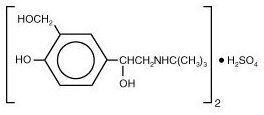 HOCH₂
HO
CHCH₂NHC(CH₃)₃
OH
• H₂SO₄
2